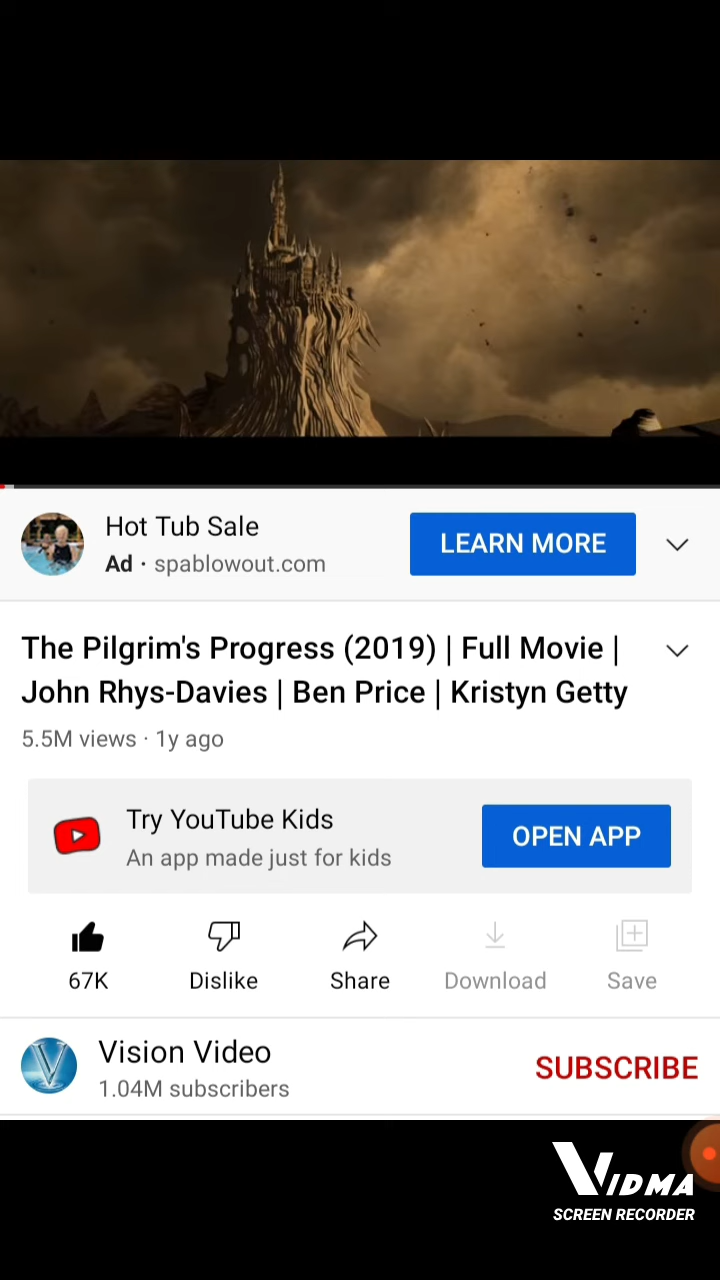 Hot Tub Sale
Ad · spablowout.com
LEARN MORE
The Pilgrim's Progress (2019) | Full Movie |
John Rhys-Davies | Ben Price | Kristyn Getty
5.5M views · 1y ago
Try YouTube Kids
An app made just for kids
OPEN APP
67K
Dislike
Share
Download
Save
Vision Video
1.04M subscribers
SUBSCRIBE
VIDMA
SCREEN RECORDER